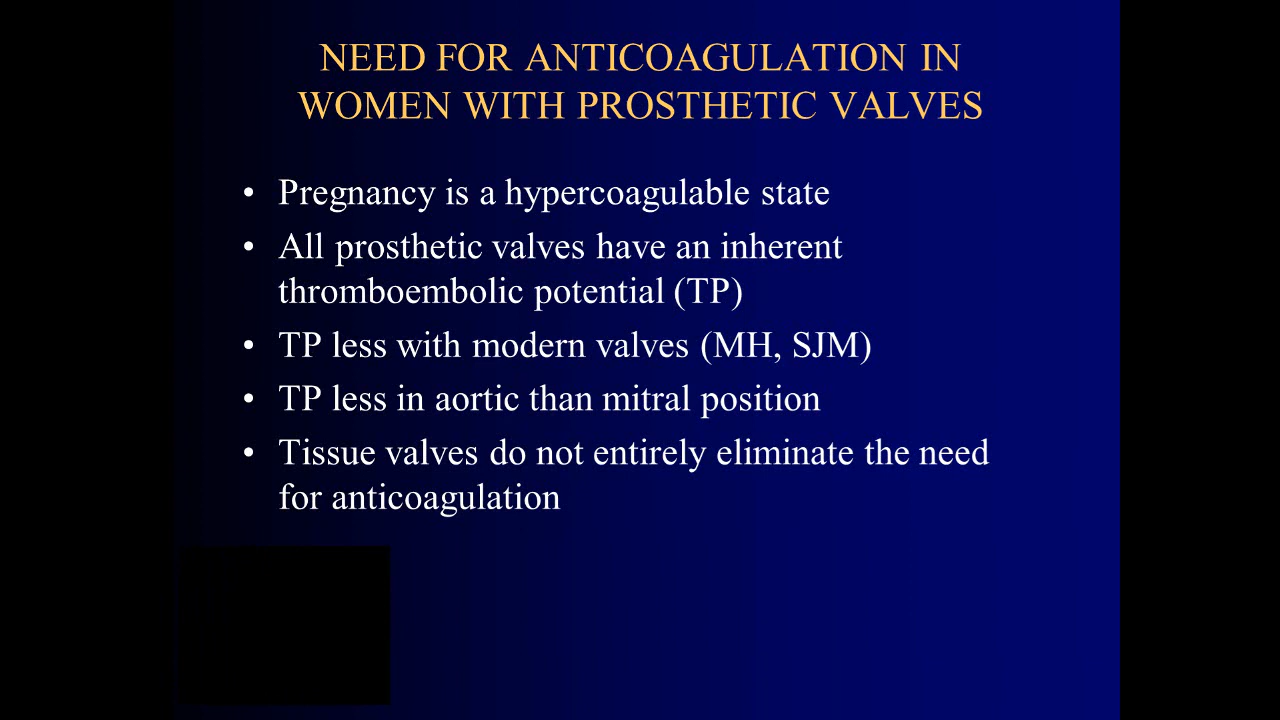 NEED FOR ANTICOAGULATION IN
WOMEN WITH PROSTHETIC VALVES
• Pregnancy is a hypercoagulable state
• All prosthetic valves have an inherent
thromboembolic potential (TP)
• TP less with modern valves (MH, SJM)
• TP less in aortic than mitral position
• Tissue valves do not entirely eliminate the need
for anticoagulation